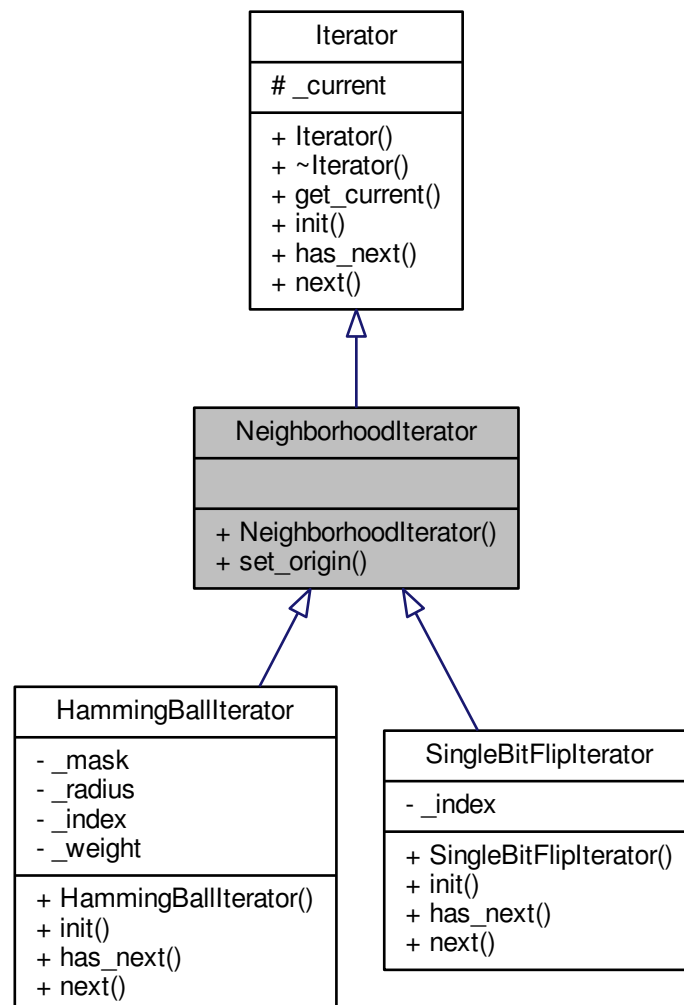 Iterator
# _current
+ Iterator()
+ ~Iterator()
+ get_current()
+ init()
+ has_next()
+ next()
NeighborhoodIterator
+ NeighborhoodIterator()
+ set_origin()
HammingBallIterator
- _mask
- _radius
- _index
- _weight
+ HammingBallIterator()
+ init()
+ has_next()
+ next()
SingleBitFlipIterator
- _index
+ SingleBitFlipIterator()
+ init()
+ has_next()
+ next()